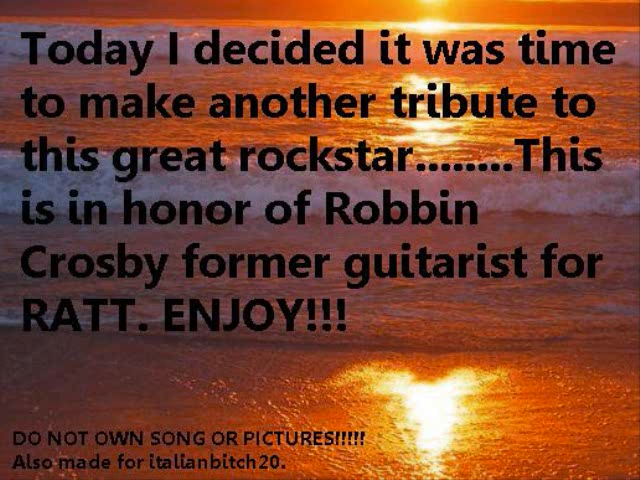 Today I decided it was time
to make another tribute to
this great rockstar........This
is in honor of Robbin
Crosby former guitarist for
RATT. ENJOY!!!
DO NOT OWN SONG OR PICTURES!!!!!
Also made for italianbitch20.